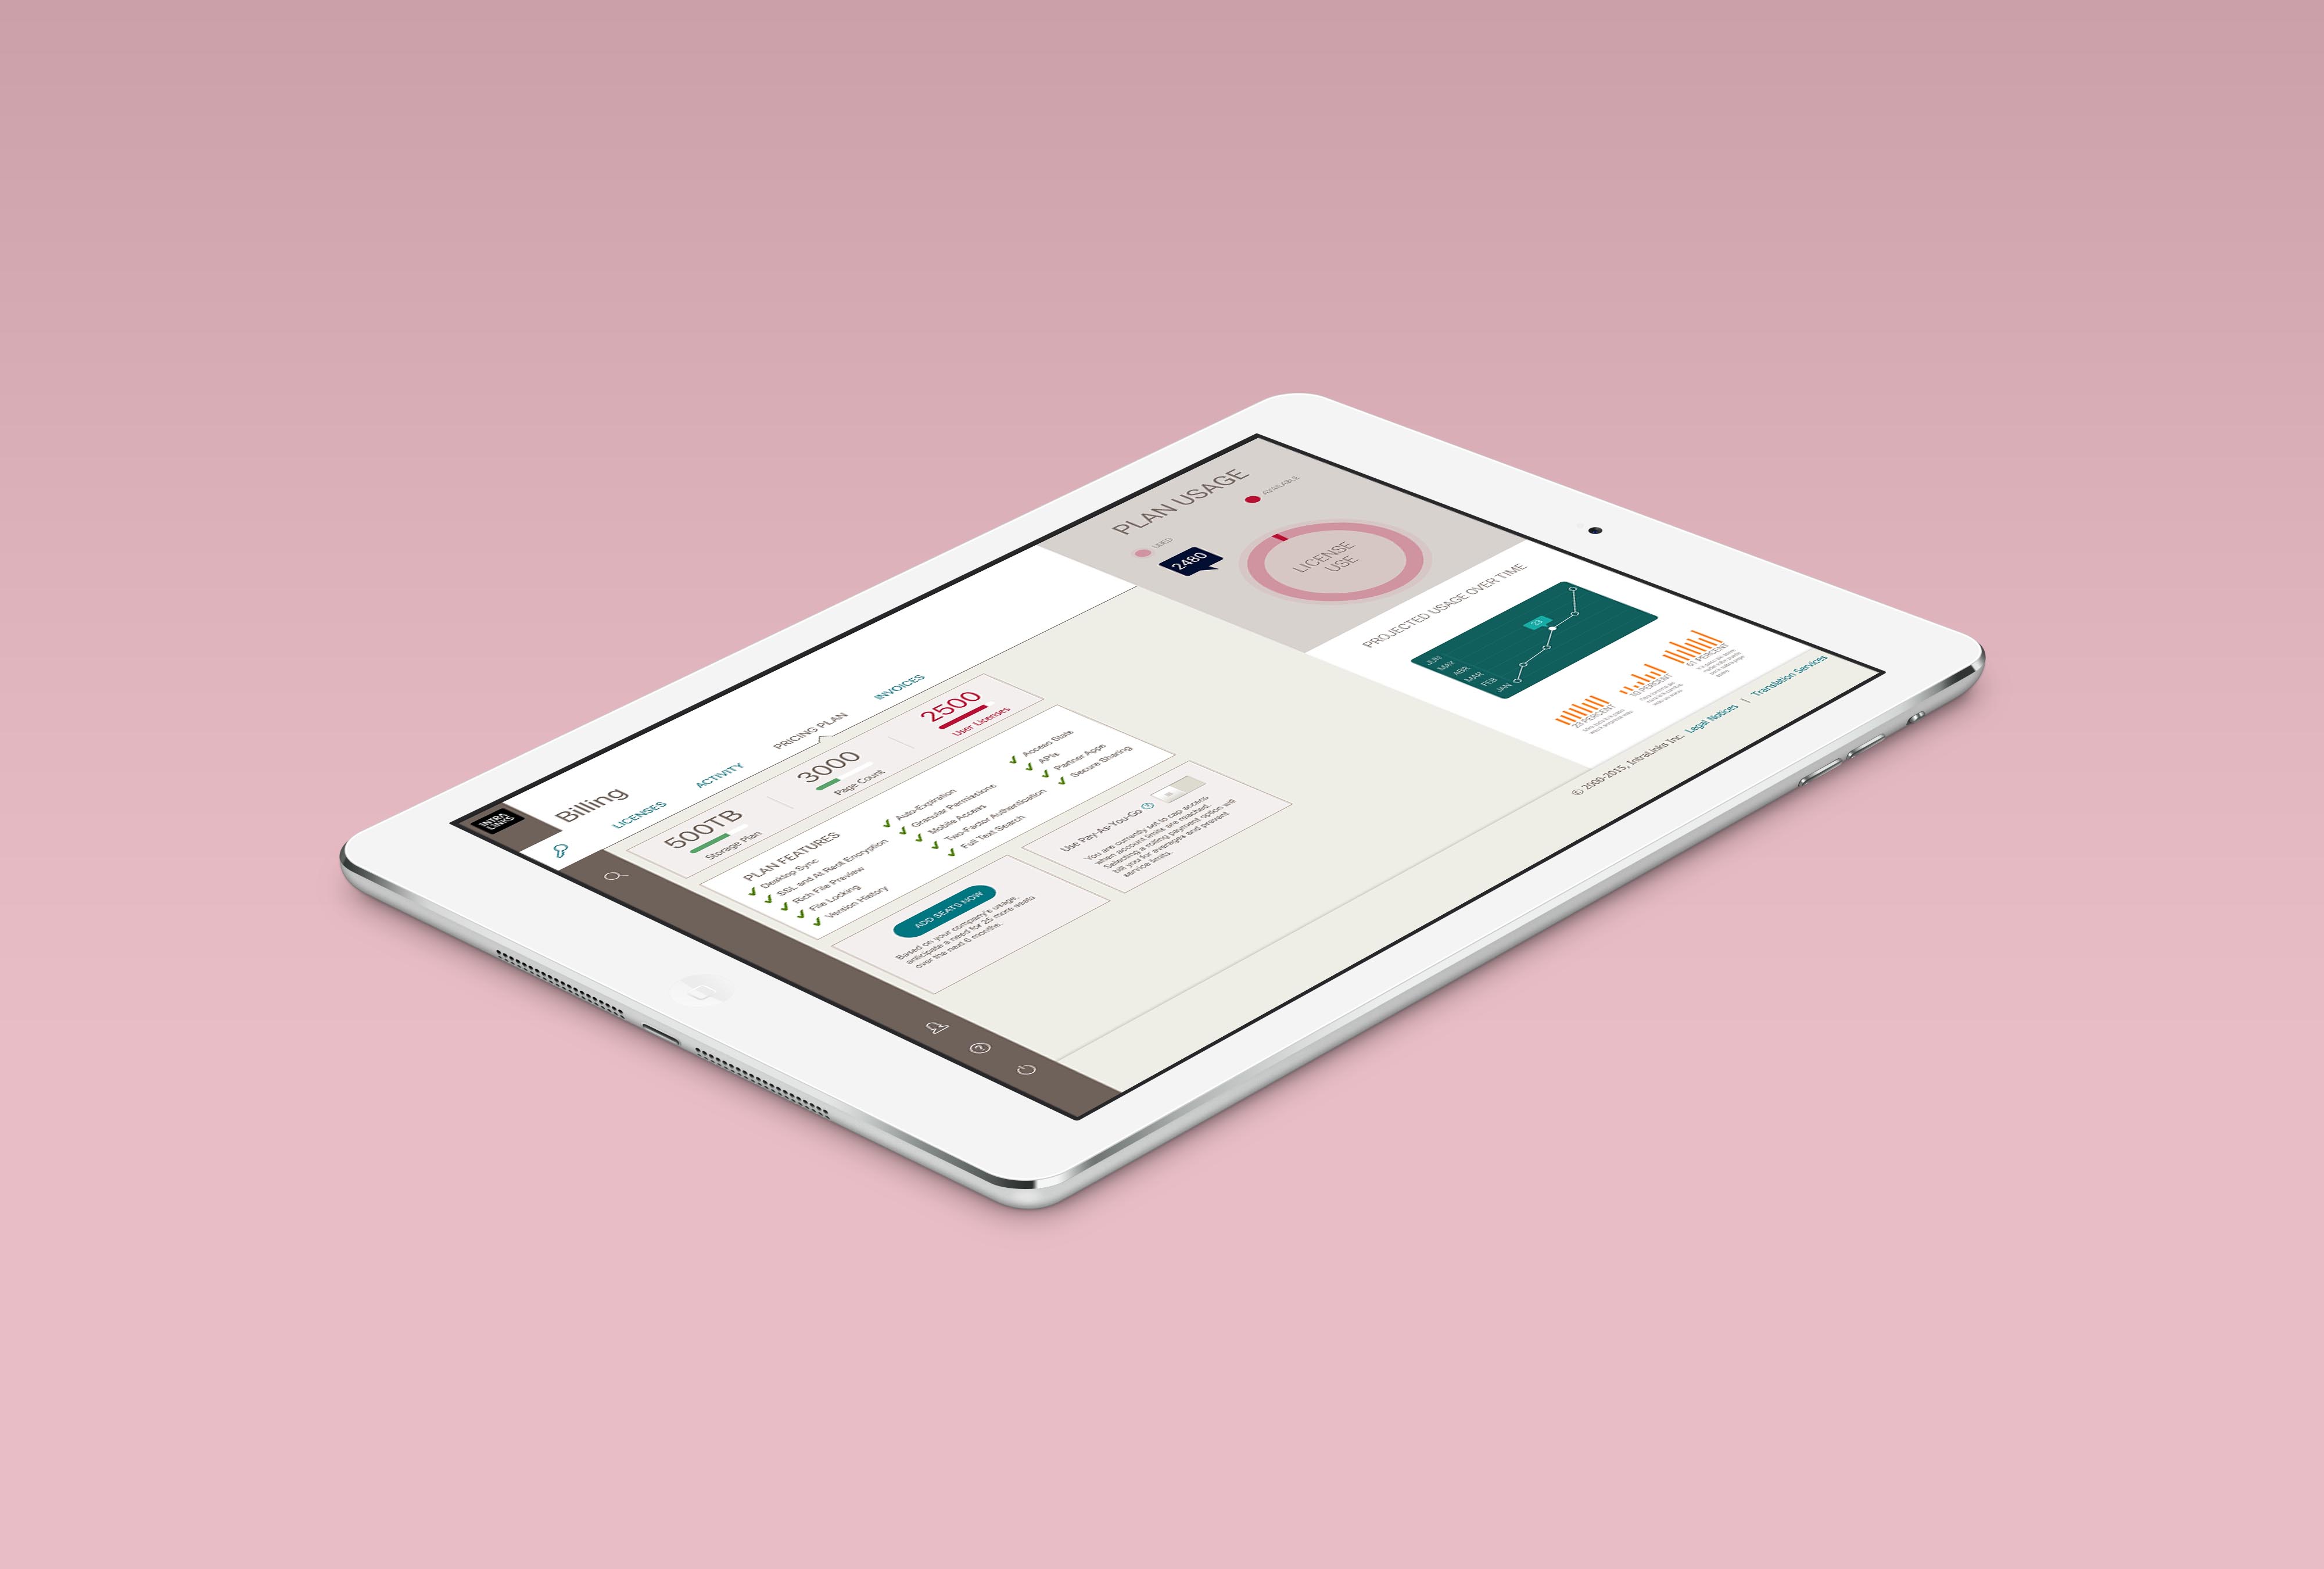 INTRA
LINKS
Billing
LICENSES
ACTIVITY
PRICING PLAN
INVOICES
500TB
Storage Plan
3000
Page Count
2500
User Licenses
PLAN FEATURES
Desktop Sync
SSL and At Rest Encryption
Rich File Preview
File Locking
Version History
Auto-Expiration
Granular Permissions
Mobile Access
Two-Factor Authentication
Full Text Search
Access Stats
APIs
Partner Apps
Secure Sharing
ADD SEATS NOW
Based on your company's usage,
anticipate a need for 25 more seats
over the next 6 months.
Use Pay-As-You-Go ?
You are currently set to cap access
when account limits are reached.
Selecting a rolling payment option will
bill you for averages and prevent
service limits.
PLAN USAGE
USED
AVAILABLE
2480
LICENSE
USE
PROJECTED USAGE OVER TIME
JUN
MAY
APR
MAR
FEB
JAN
23 PERCENT
10 PERCENT
61 PERCENT
© 2000-2015, IntraLinks Inc. Legal Notices | Translation Services